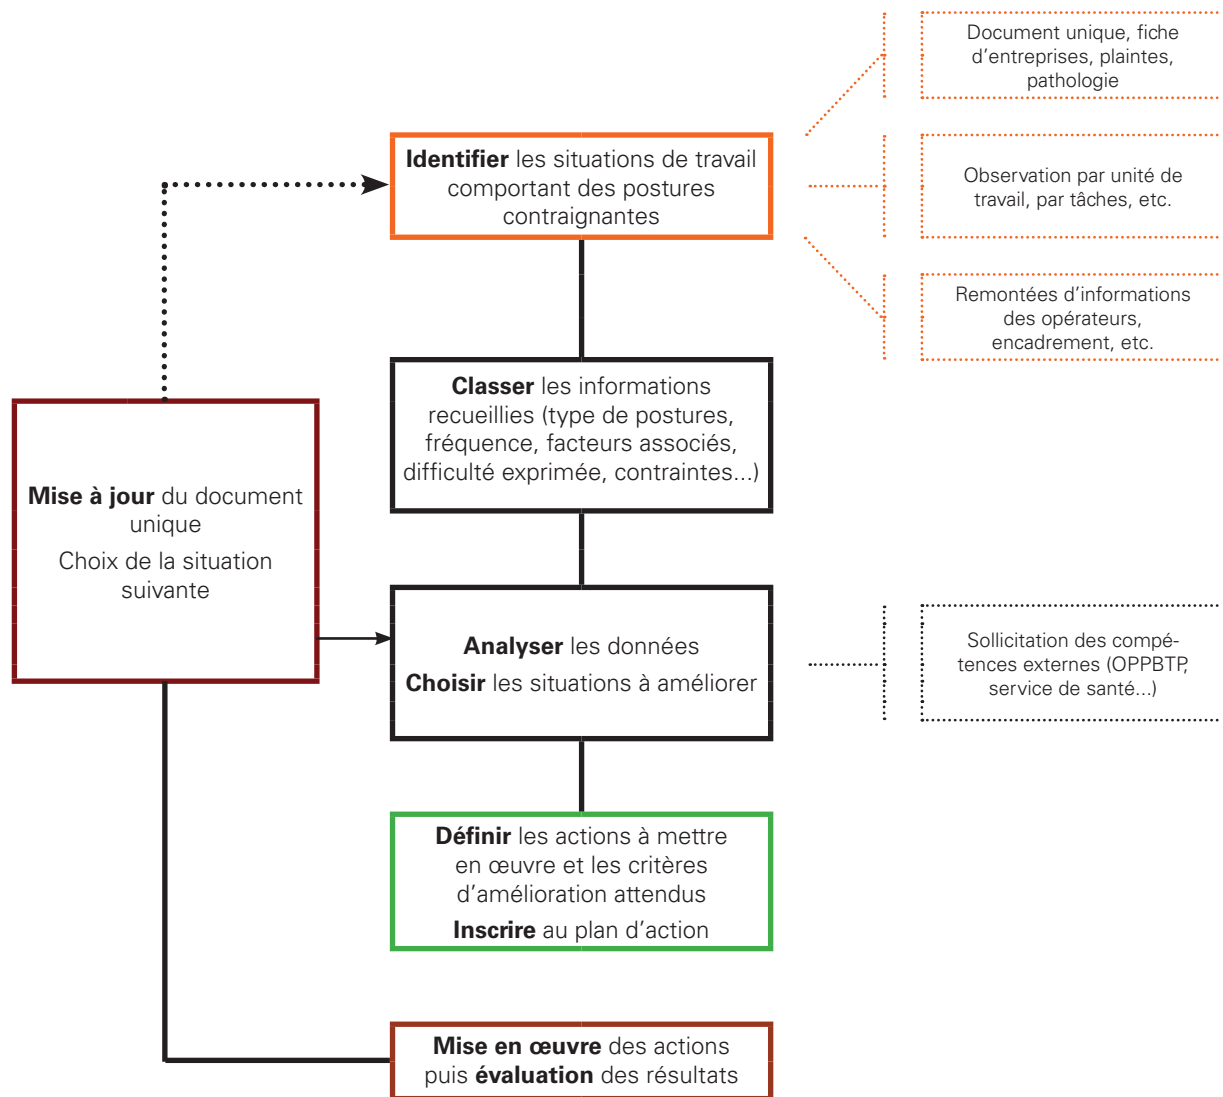 Document unique, fiche
d’entreprises, plaintes,
pathologie
Identifier les situations de travail
comportant des postures
contraignantes
Observation par unité de
travail, par tâches, etc.
Remontées d’informations
des opérateurs,
encadrement, etc.
Classer les informations
recueillies (type de postures,
fréquence, facteurs associés,
difficulté exprimée, contraintes...)
Mise à jour du document
unique
Choix de la situation
suivante
Analyser les données
Choisir les situations à améliorer
Sollicitation des compé-
tences externes (OPPBTP,
service de santé...)
Définir les actions à mettre
en œuvre et les critères
d’amélioration attendus
Inscrire au plan d’action
Mise en œuvre des actions
puis évaluation des résultats